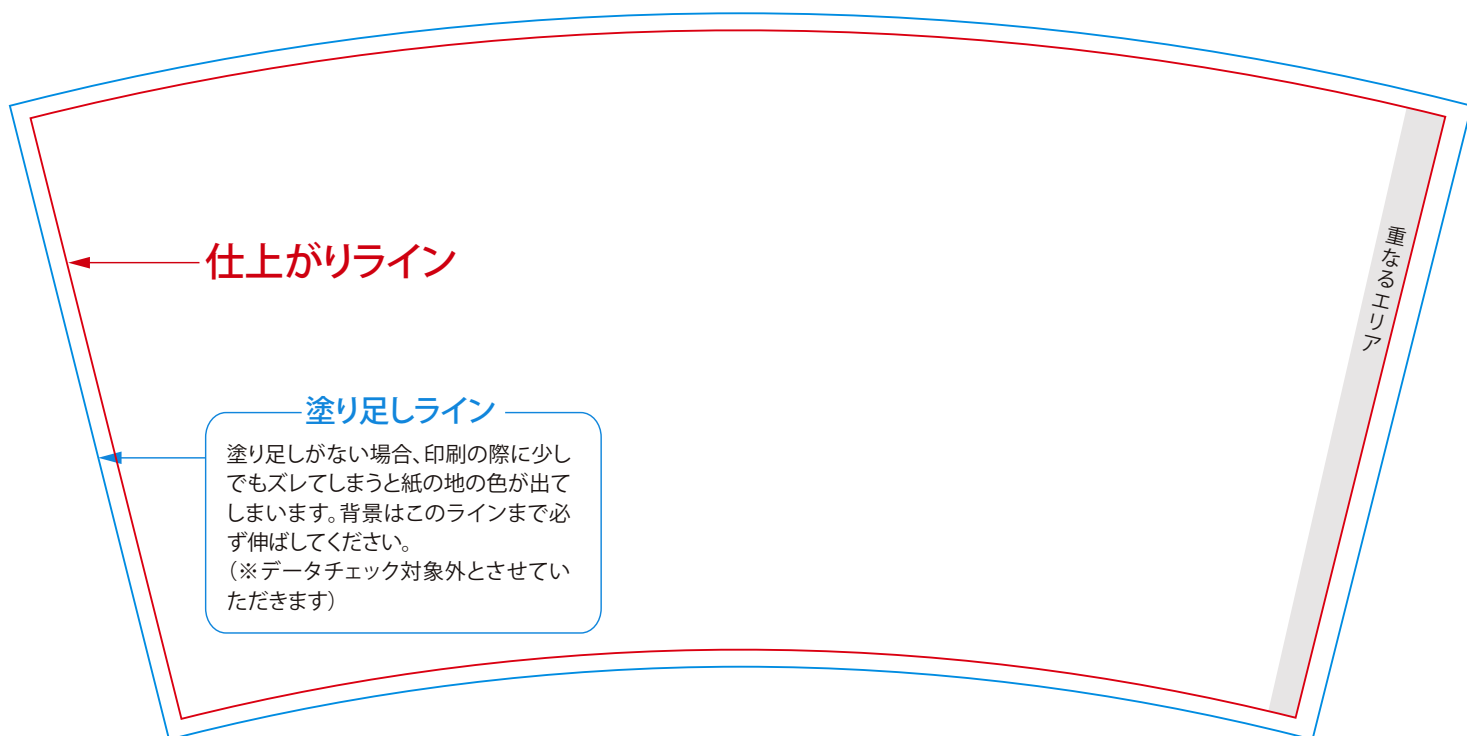 仕上がりライン
塗り足しライン
塗り足しがない場合、印刷の際に少し
でもズレてしまうと紙の地の色が出て
しまいます。背景はこのラインまで必
ず伸ばしてください。
（※データチェック対象外とさせてい
ただきます）
重なるエリア